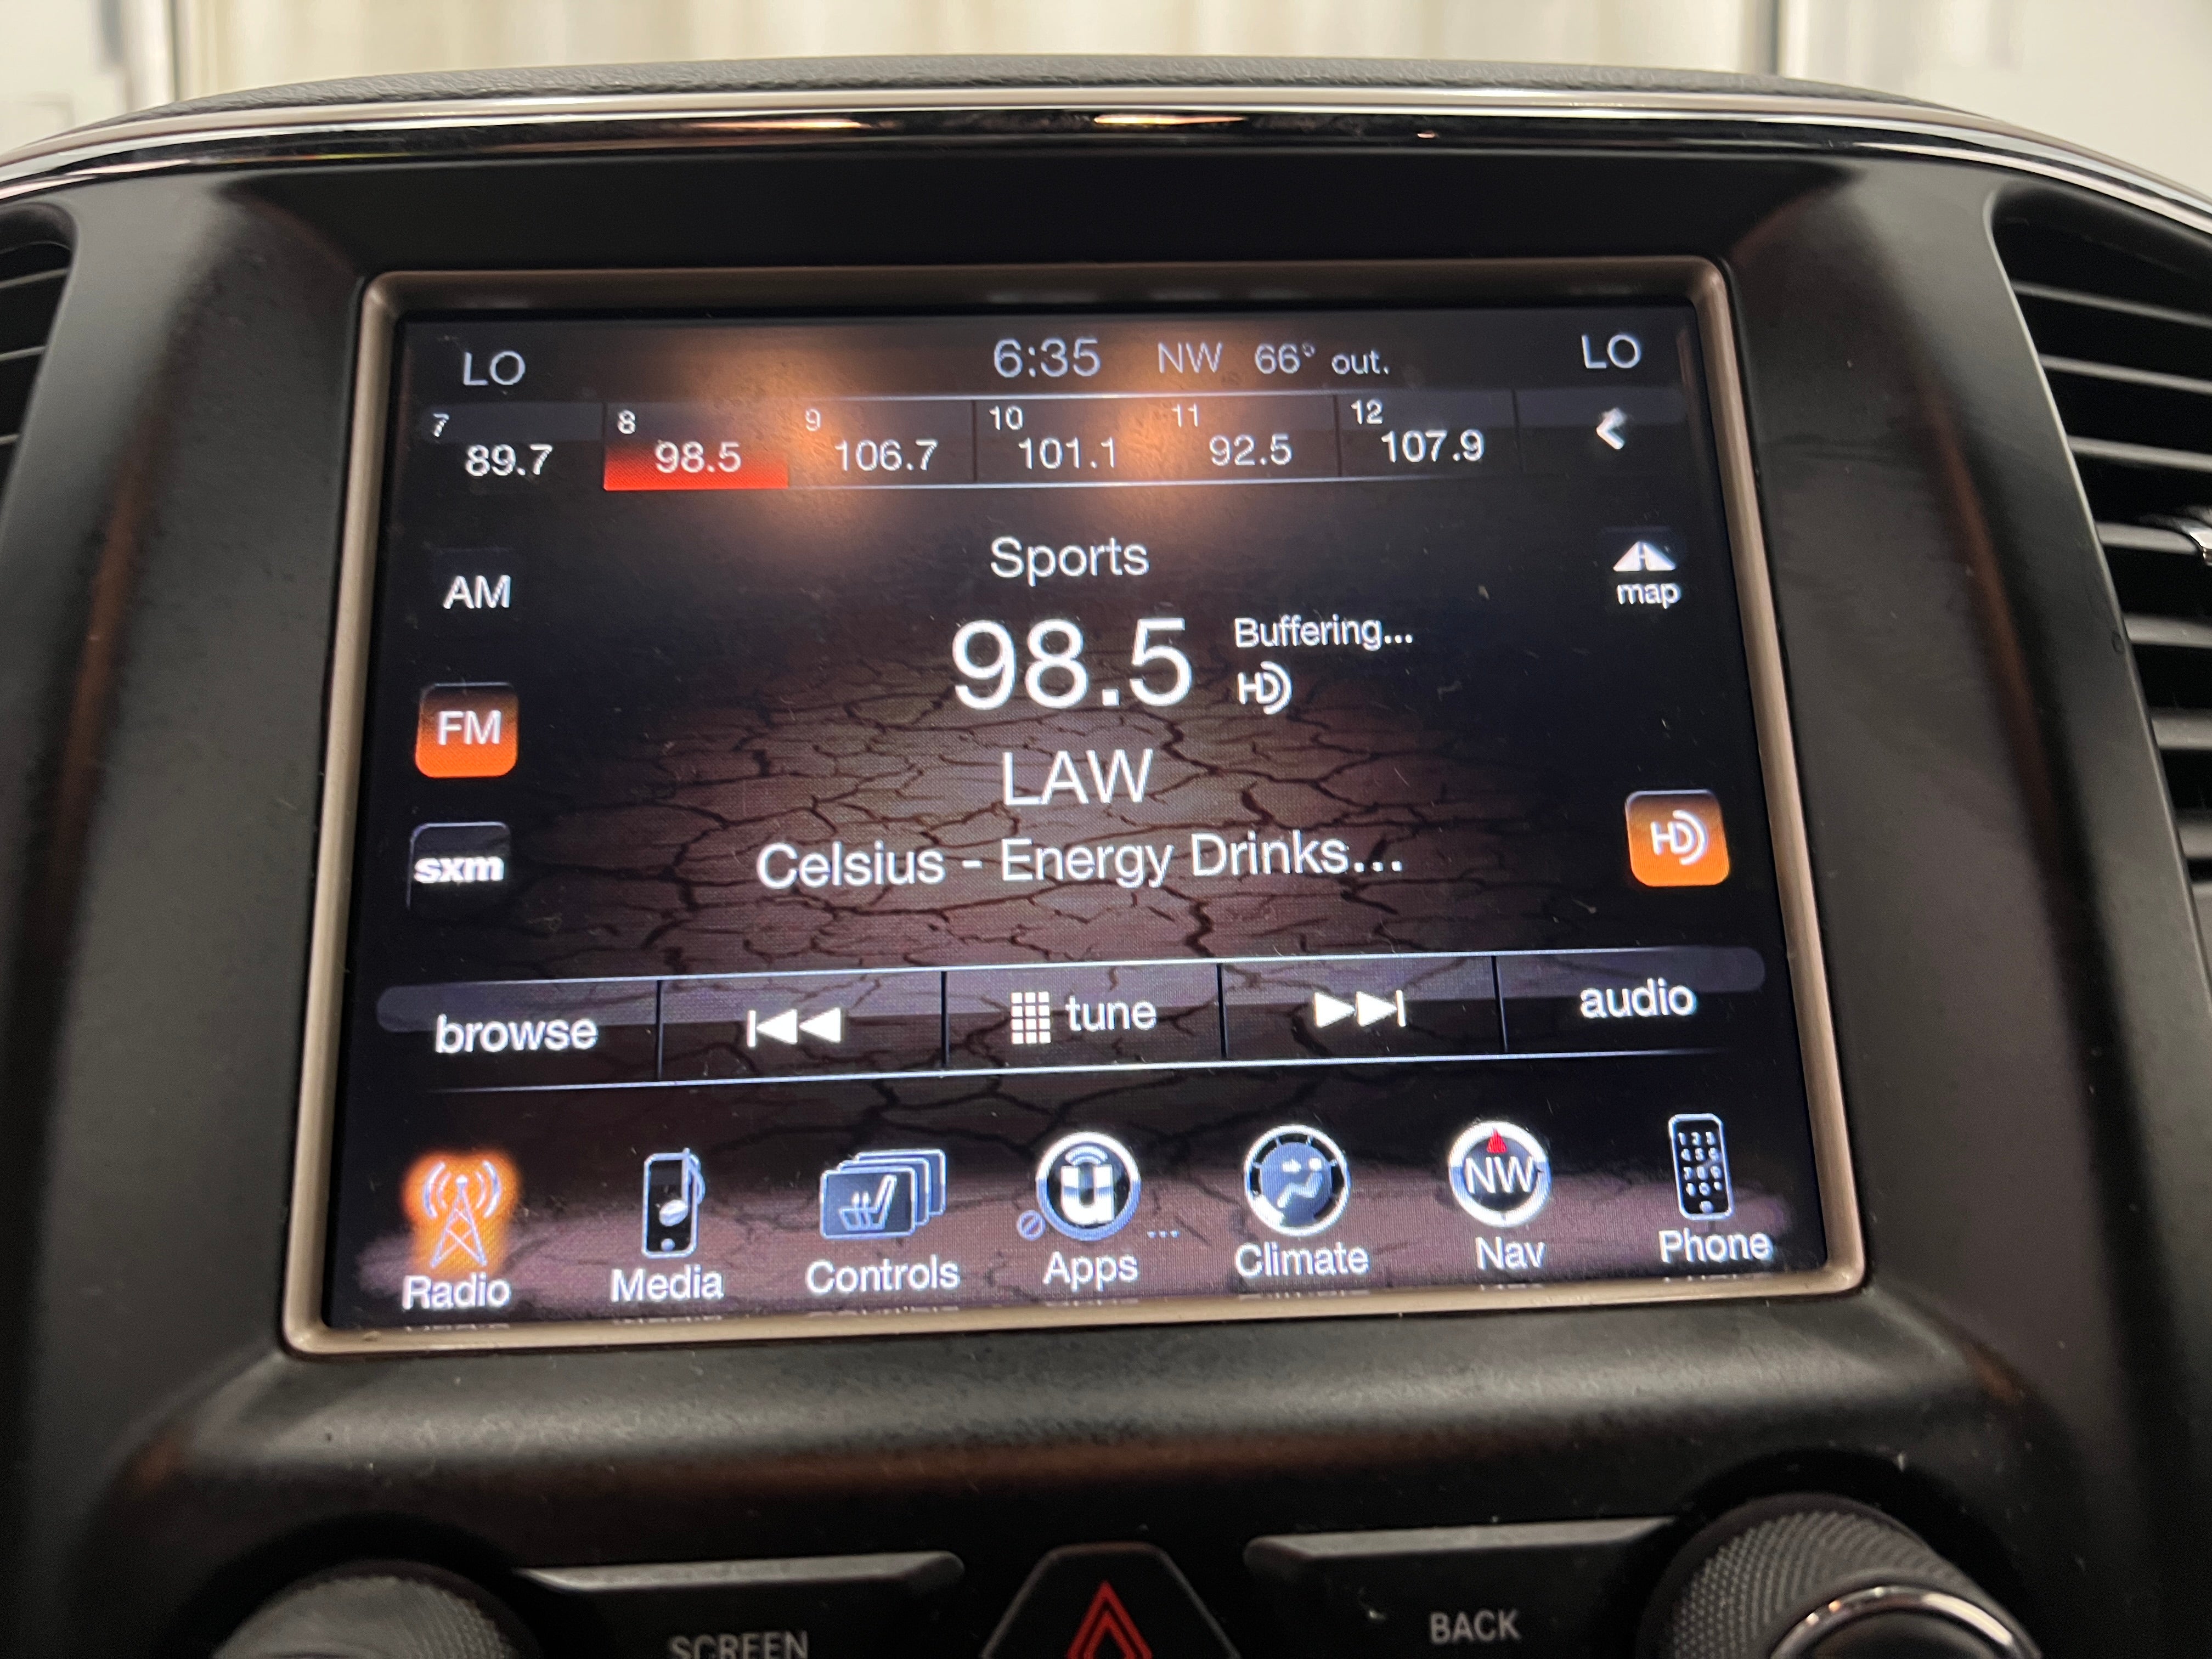 LO 6:35 NW 66° out. LO
7 89.7 8 98.5 9 106.7 10 101.1 11 92.5 12 107.9
Sports
AM
map
98.5 Buffering...
HD
FM
LAW
HD
sxm
Celsius - Energy Drinks...
browse tune audio
NW
Radio Media Controls Apps Climate Nav Phone
SCREEN BACK